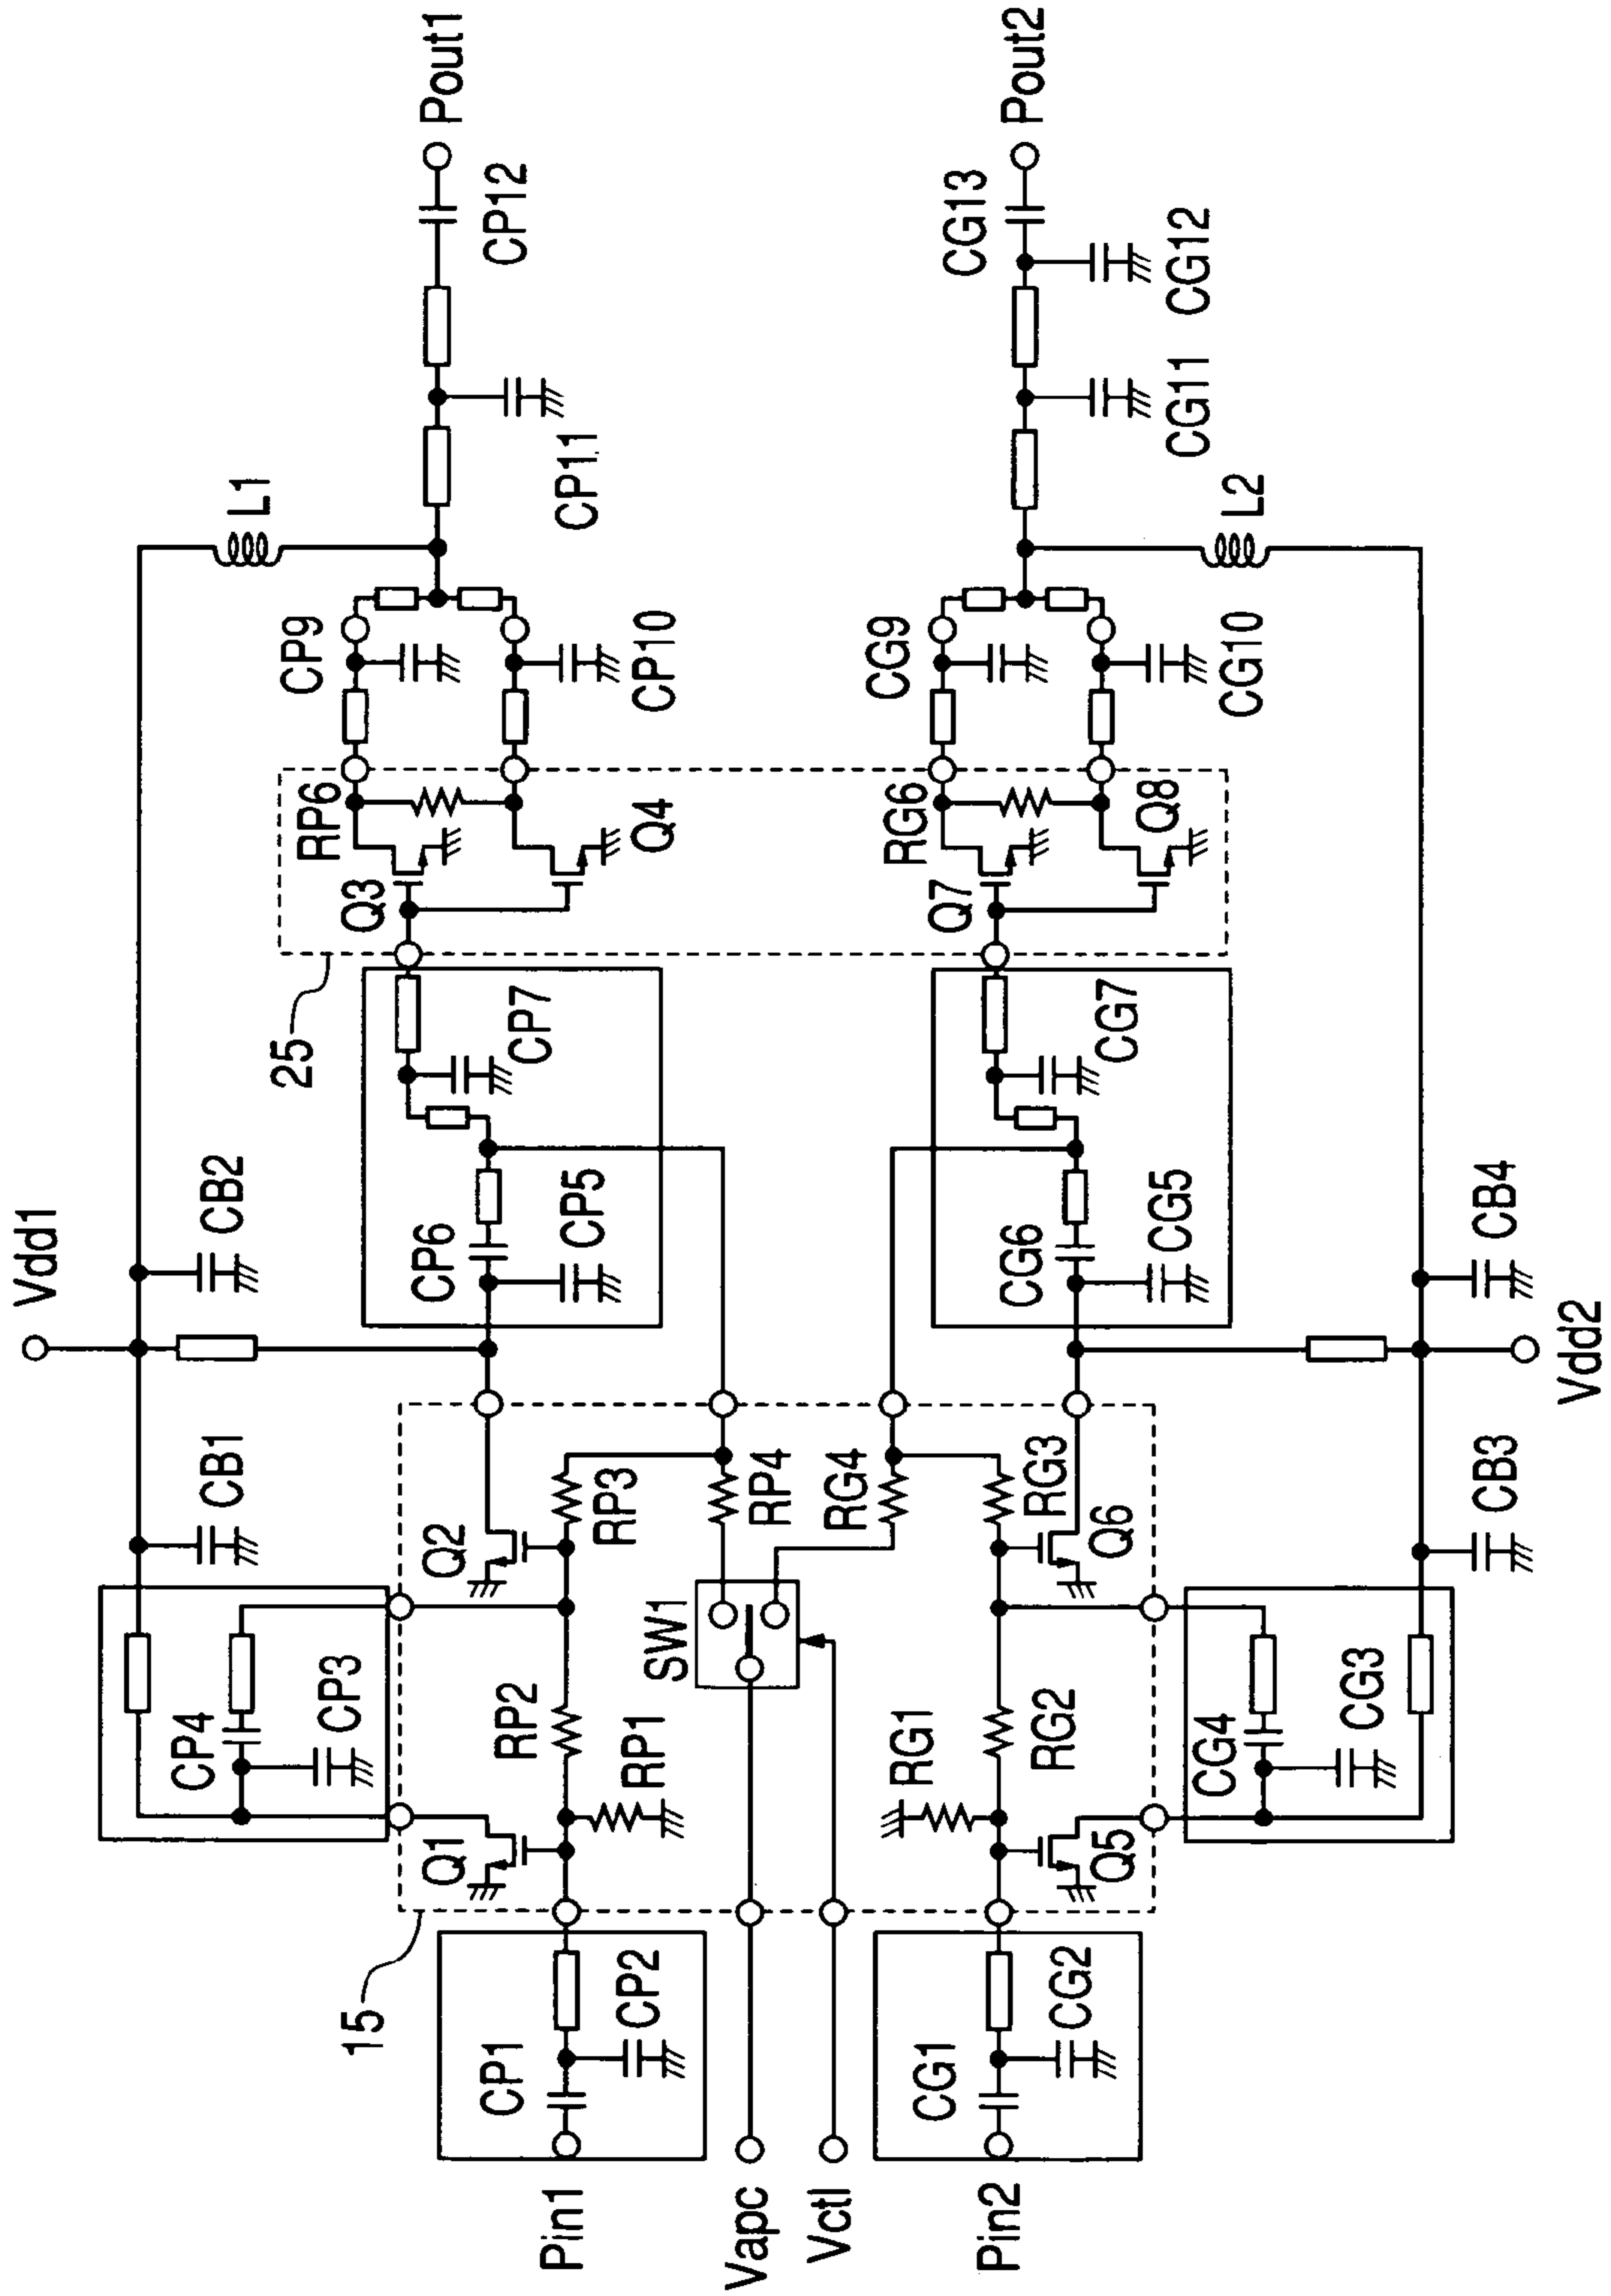 Vdd1
CB1
CB2
L1
CP4
CP3
CP9
CP12
Pout1
25
RP6
Q3
Q4
CP10
CP11
Q1
Q2
CP6
CP7
CP5
15
RP2
RP3
RP1
CP1
CP2
Pin1
SW1
RP4
Vapc
Vctl
RG4
RG1
RG2
RG3
Q5
Q6
CG1
CG2
Pin2
CG6
CG7
CG5
RG6
Q7
Q8
CG9
CG10
CG13
CG11
CG12
Pout2
CG4
CG3
L2
CB3
CB4
Vdd2